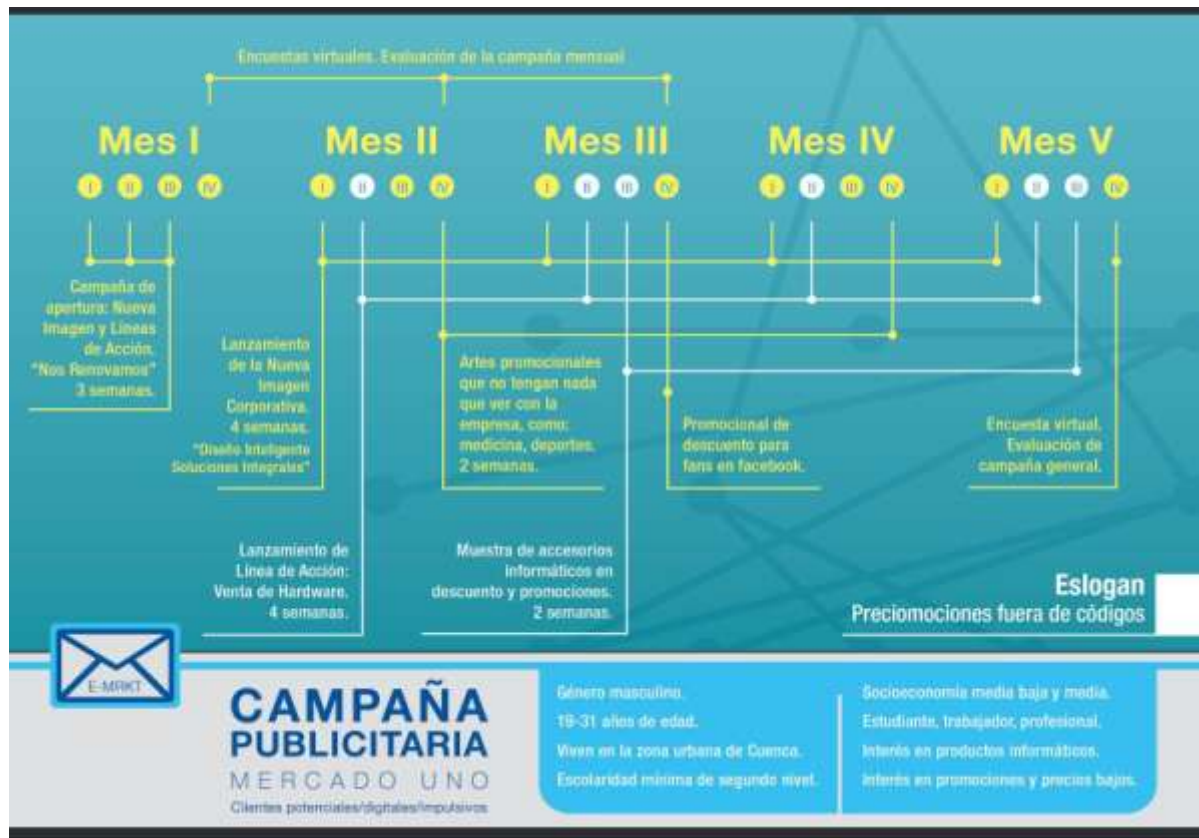 Encuestas virtuales. Evaluación de la campaña mensual
Mes I
Mes II
Mes III
Mes IV
Mes V
I II III IV
I II III IV
I II III IV
I II III IV
I II III IV
Campaña de
apertura: Nueva
Imagen y Líneas
de Acción.
"Nos Renovamos"
3 semanas.
Lanzamiento
de la Nueva
Imagen
Corporativa.
4 semanas.
"Diseño Inteligente
Soluciones Integrales"
Artes promocionales
que no tengan nada
que ver con la
empresa, como:
medicina, deportes.
2 semanas.
Promocional de
descuento para
fans en facebook.
Encuesta virtual.
Evaluación de
campaña general.
Lanzamiento de
Línea de Acción:
Venta de Hardware.
4 semanas.
Muestra de accesorios
informáticos en
descuento y promociones.
2 semanas.
Eslogan
Preciomociones fuera de códigos
E-MRKT
CAMPAÑA
PUBLICITARIA
MERCADO UNO
Clientes potenciales/digitales/impulsivos
Género masculino.
19-31 años de edad.
Viven en la zona urbana de Cuenca.
Escolaridad mínima de segundo nivel.
Socioeconomía media baja y media.
Estudiante, trabajador, profesional.
Interés en productos informáticos.
Interés en promociones y precios bajos.